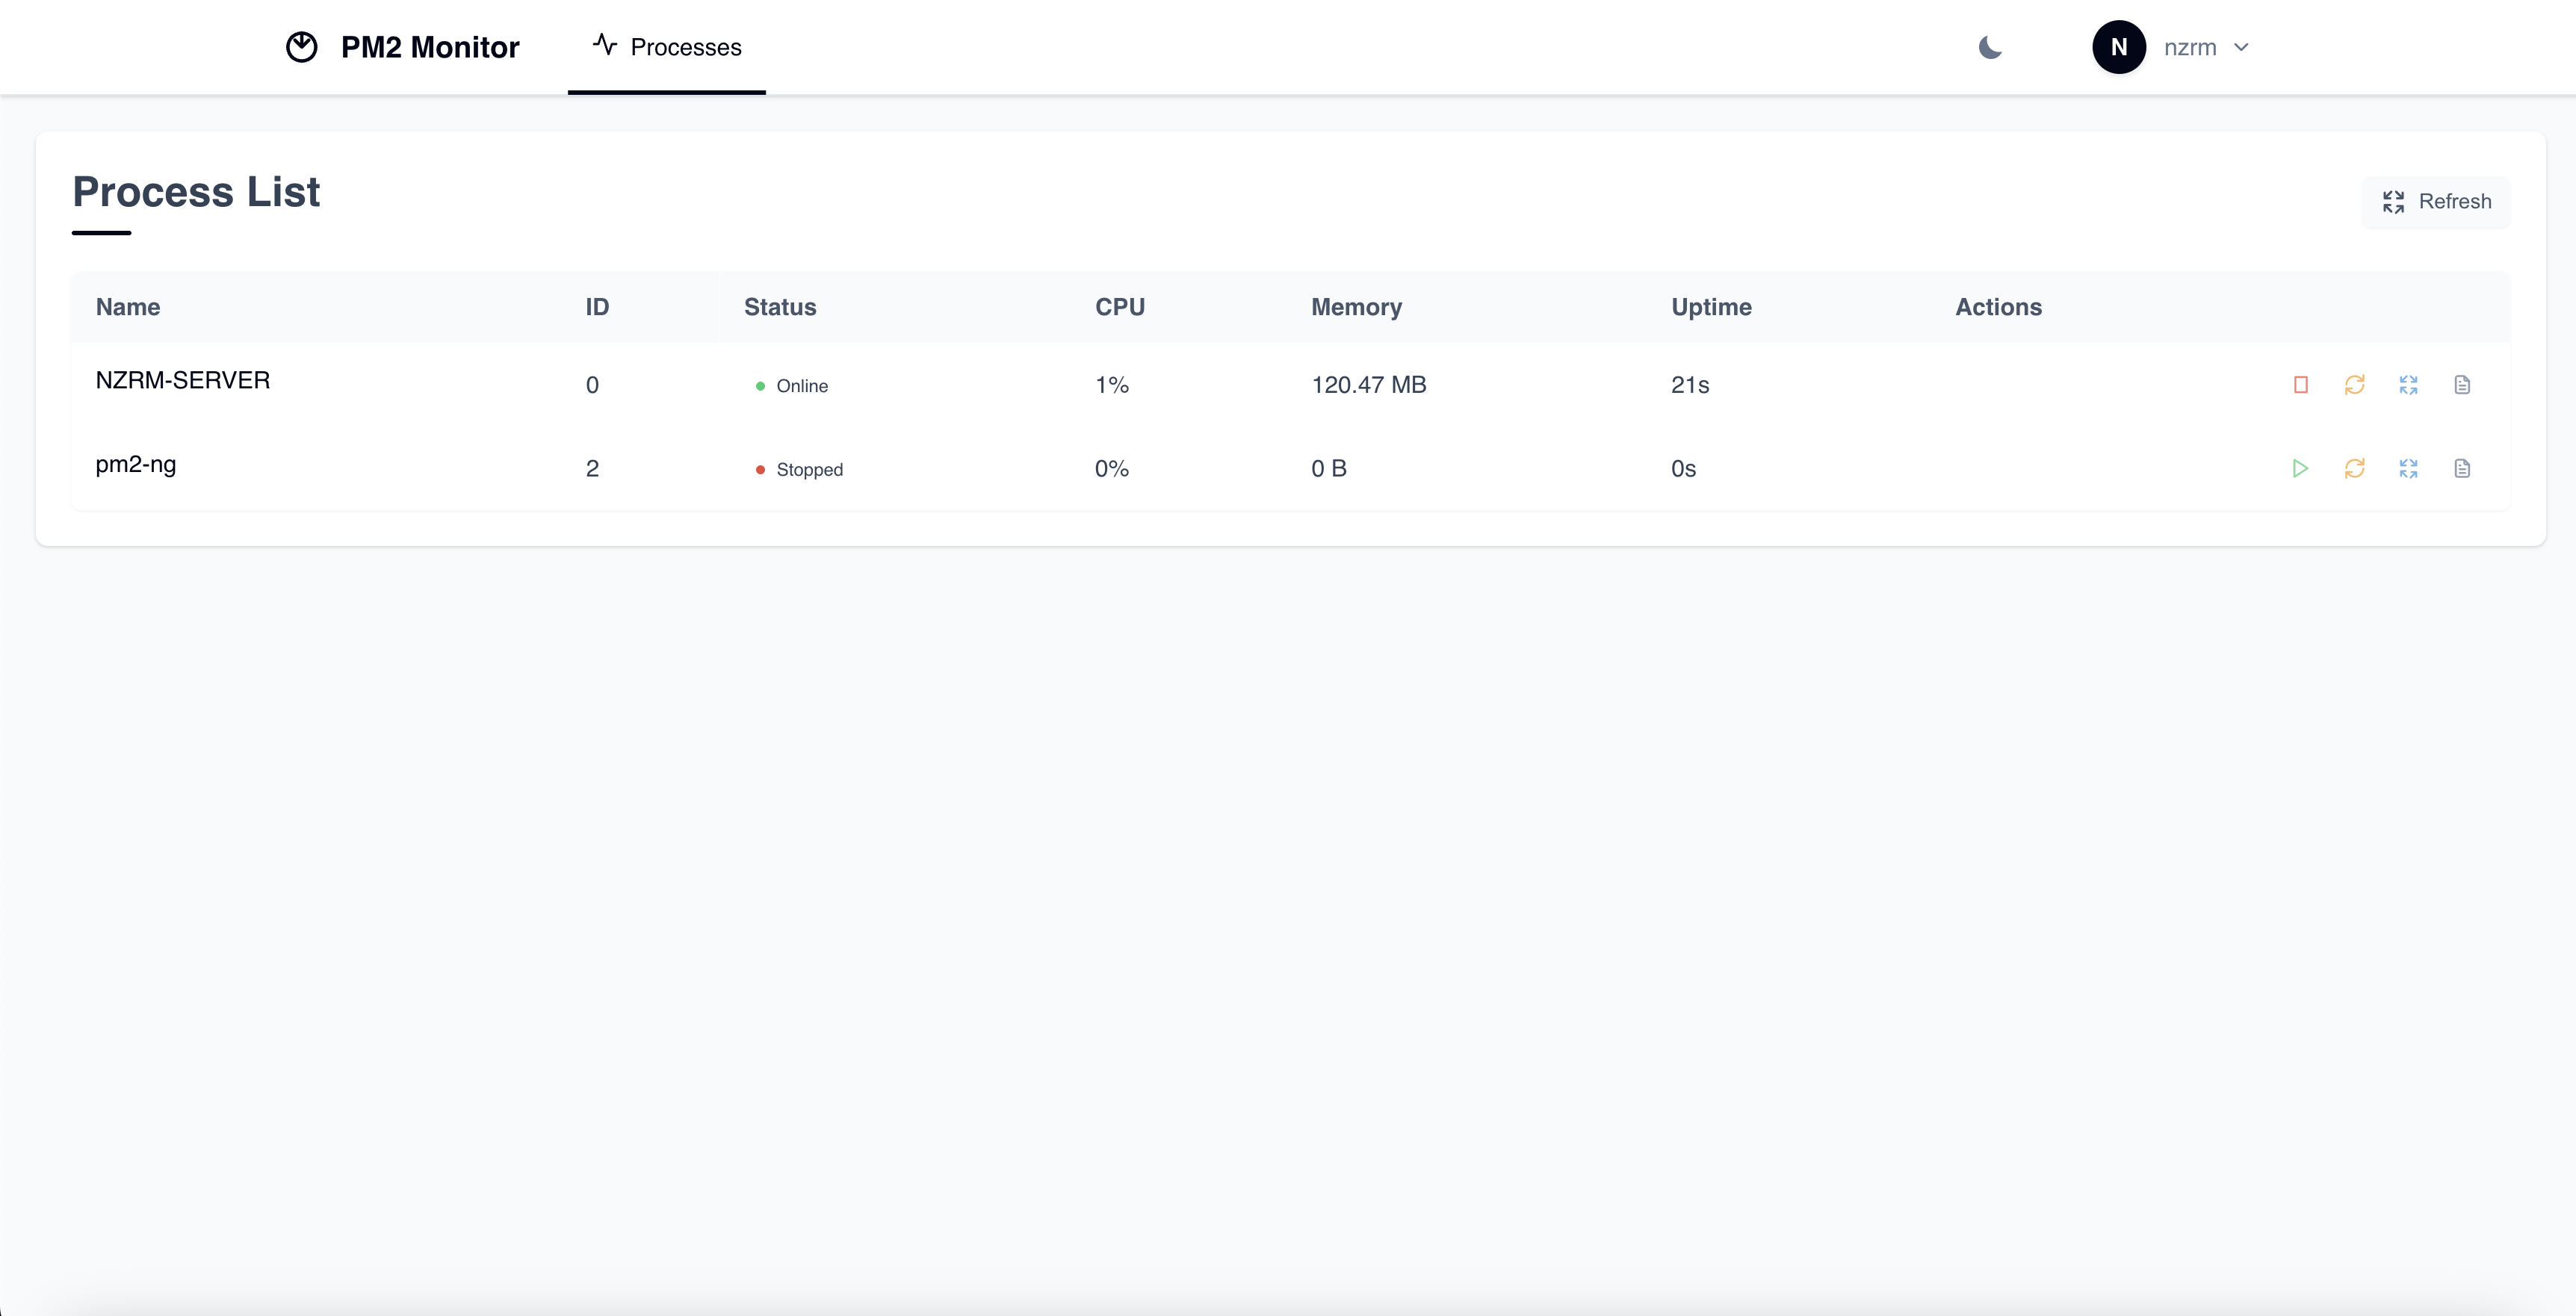 PM2 Monitor Processes N nzrm
Process List
Refresh
Name ID Status CPU Memory Uptime Actions
NZRM-SERVER 0 Online 1% 120.47 MB 21s
pm2-ng 2 Stopped 0% 0 B 0s